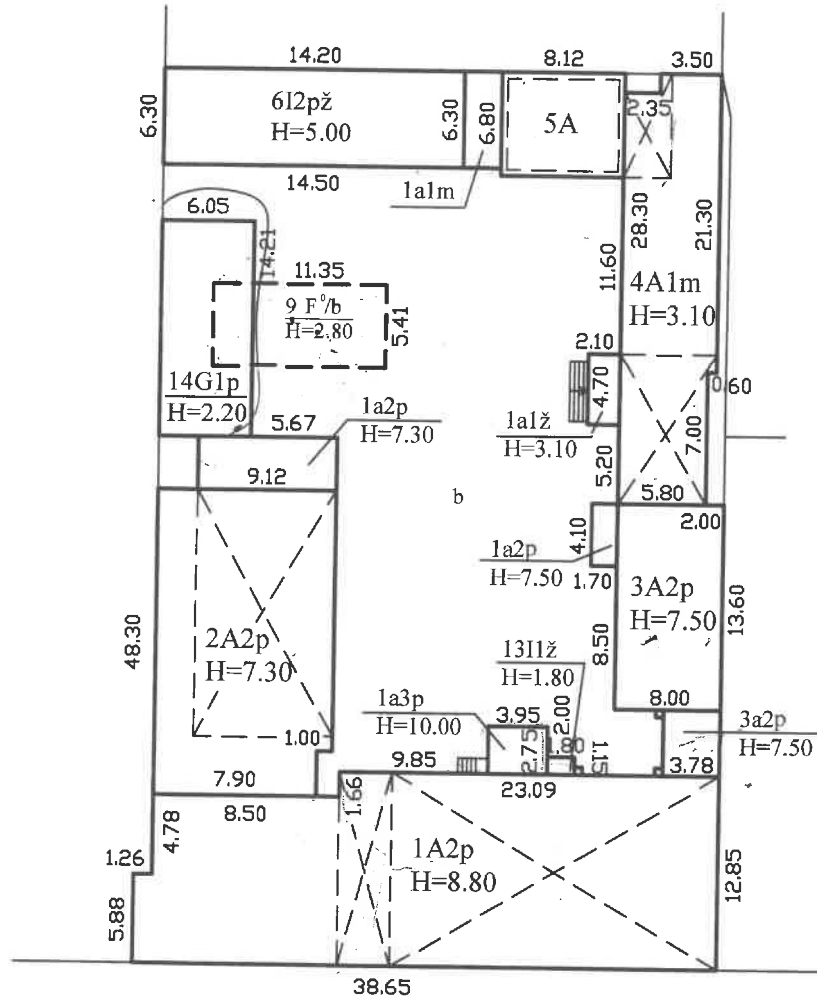 14.20
8.12
3.50
6.30
6I2pž
H=5.00
6.30
6.80
5A
2.35
14.50
1a1m
6.05
14.21
28.30
21.30
11.60
11.35
9 F⁰/b
H=2.80
5.41
4A1m
H=3.10
2.10
4.70
0.60
14G1p
H=2.20
5.67
1a2p
H=7.30
1a1ž
H=3.10
7.00
5.20
9.12
5.80
b
2.00
4.10
1a2p
H=7.50
1.70
3A2p
H=7.50
13.60
48.30
2A2p
H=7.30
8.50
13I1ž
H=1.80
1a3p
H=10.00
3.95
2.00
8.00
3a2p
H=7.50
1.00
2.75
1.80
1.15
3.78
7.90
9.85
23.09
8.50
1.66
4.78
1A2p
H=8.80
12.85
1.26
5.88
38.65